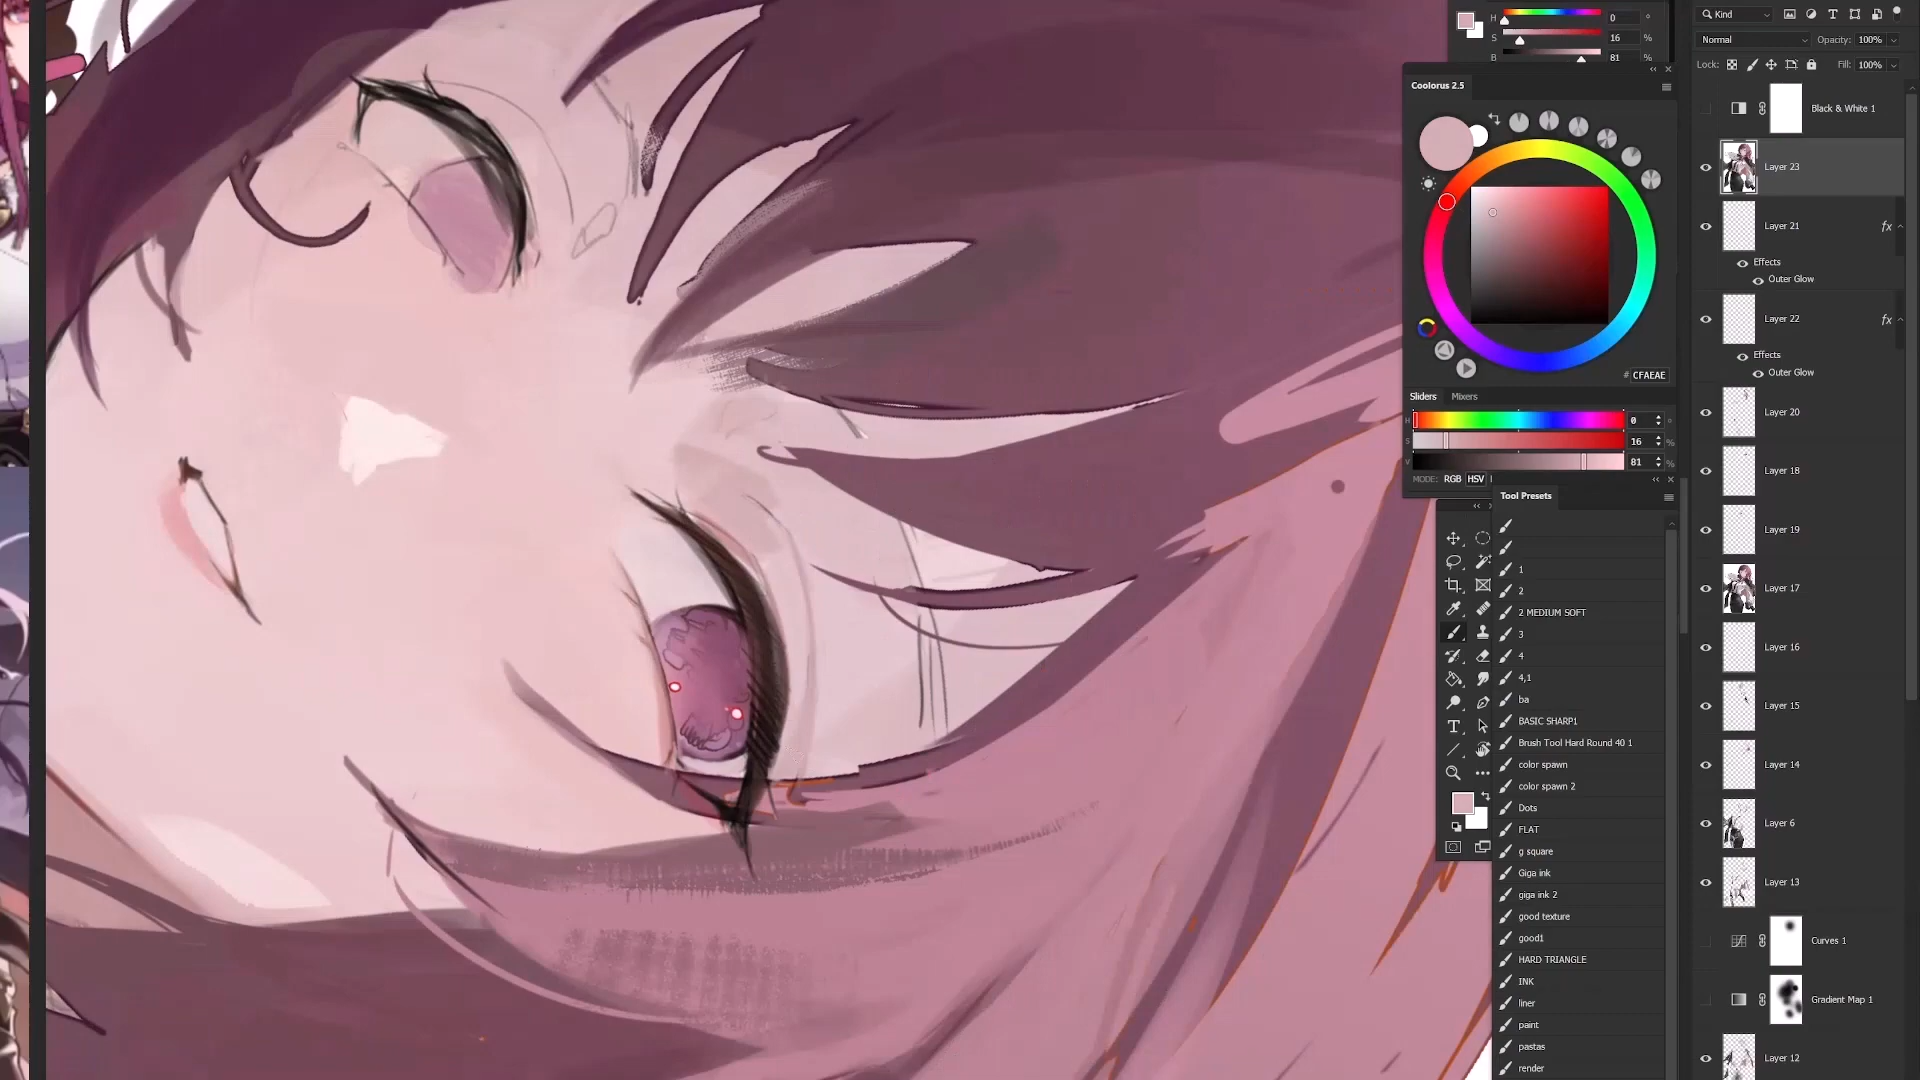 H 0 °
S 16 %
B 81 %
Coolorus 2.5
# CFAEAE
Sliders Mixers
H 0 °
S 16 %
V 81 %
MODE: RGB HSV
Tool Presets
1
2
2 MEDIUM SOFT
3
4
4,1
ba
BASIC SHARP1
Brush Tool Hard Round 40 1
color spawn
color spawn 2
Dots
FLAT
g square
Giga ink
giga ink 2
good texture
good1
HARD TRIANGLE
INK
liner
paint
pastas
render
Kind
Normal Opacity: 100%
Lock: Fill: 100%
Black & White 1
Layer 23
Layer 21 fx
Effects
Outer Glow
Layer 22 fx
Effects
Outer Glow
Layer 20
Layer 18
Layer 19
Layer 17
Layer 16
Layer 15
Layer 14
Layer 6
Layer 13
Curves 1
Gradient Map 1
Layer 12